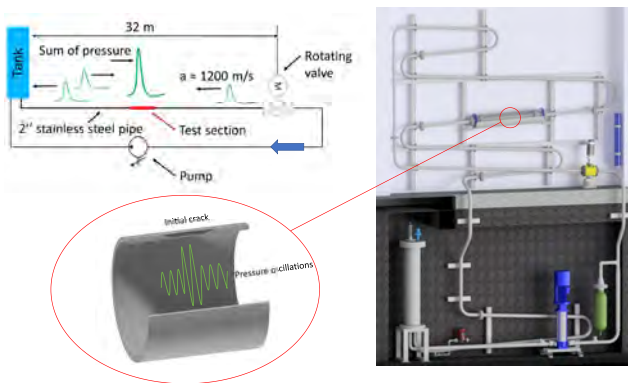 32 m
Sum of pressure
Rotating
valve
Tank
a = 1200 m/s
M
2'' stainless steel pipe
Test section
Pump
Initial crack
Pressure oscillations